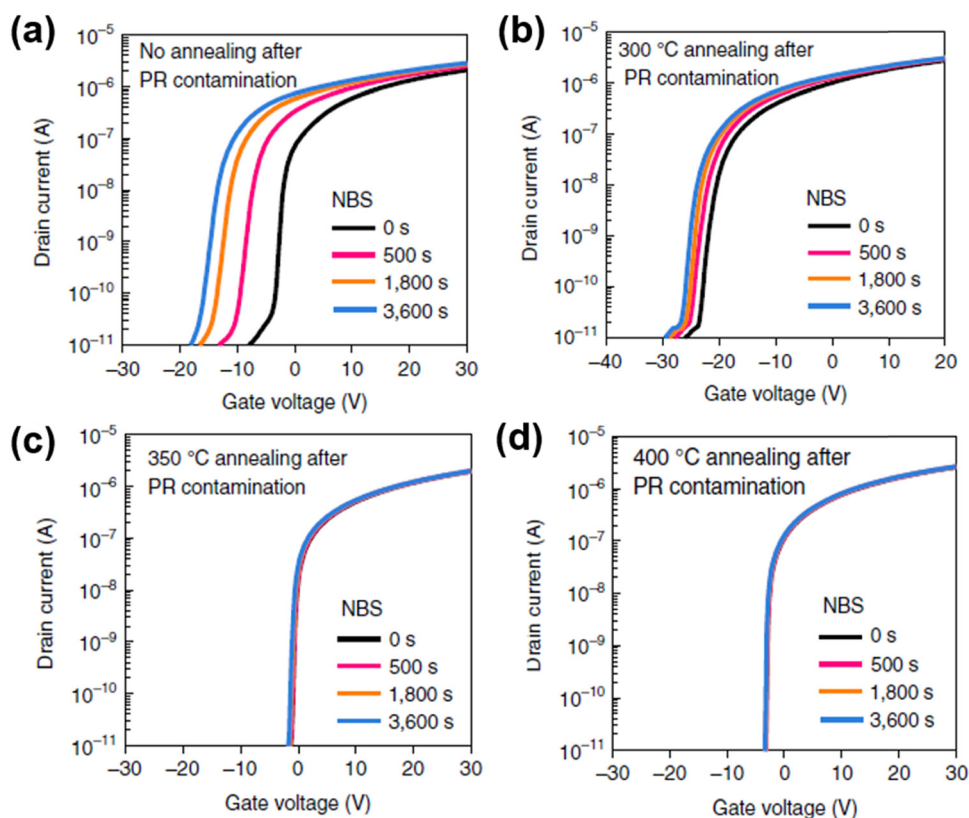 (a)
No annealing after
PR contamination
Drain current (A)
10⁻⁵
10⁻⁶
10⁻⁷
10⁻⁸
10⁻⁹
10⁻¹⁰
10⁻¹¹
NBS
0 s
500 s
1,800 s
3,600 s
−30 −20 −10 0 10 20 30
Gate voltage (V)
(b)
300 °C annealing after
PR contamination
Drain current (A)
10⁻⁵
10⁻⁶
10⁻⁷
10⁻⁸
10⁻⁹
10⁻¹⁰
10⁻¹¹
NBS
0 s
500 s
1,800 s
3,600 s
−40 −30 −20 −10 0 10 20
Gate voltage (V)
(c)
350 °C annealing after
PR contamination
Drain current (A)
10⁻⁵
10⁻⁶
10⁻⁷
10⁻⁸
10⁻⁹
10⁻¹⁰
10⁻¹¹
NBS
0 s
500 s
1,800 s
3,600 s
−30 −20 −10 0 10 20 30
Gate voltage (V)
(d)
400 °C annealing after
PR contamination
Drain current (A)
10⁻⁵
10⁻⁶
10⁻⁷
10⁻⁸
10⁻⁹
10⁻¹⁰
10⁻¹¹
NBS
0 s
500 s
1,800 s
3,600 s
−30 −20 −10 0 10 20 30
Gate voltage (V)